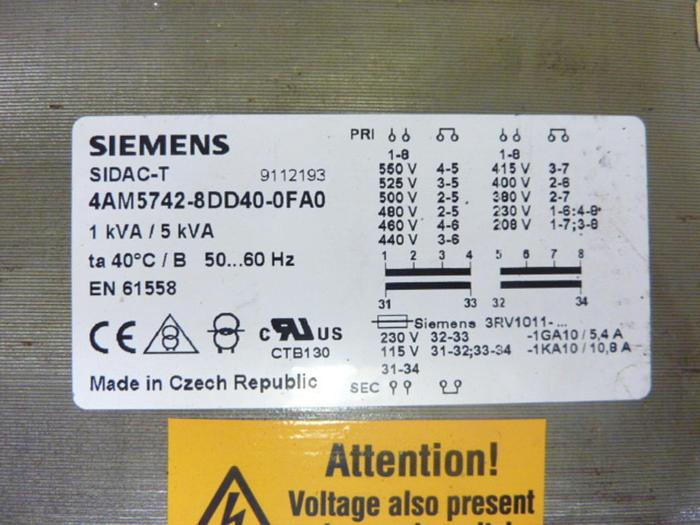 SIEMENS
SIDAC-T 9112193
4AM5742-8DD40-0FA0
1 kVA / 5 kVA
ta 40°C / B 50...60 Hz
EN 61558
CE c UR US
CTB130
Made in Czech Republic
PRI
1-8 1-8
550 V 4-5 415 V 3-7
525 V 3-5 400 V 2-6
500 V 2-5 380 V 2-7
480 V 2-5 230 V 1-6;4-8
460 V 4-6 208 V 1-7;3-8
440 V 3-6
1 2 3 4 5 6 7 8
31 33 32 34
Siemens 3RV1011-...
230 V 32-33 -1GA10 / 5,4 A
115 V 31-32;33-34 -1KA10 / 10,8 A
31-34
SEC
Attention!
Voltage also present